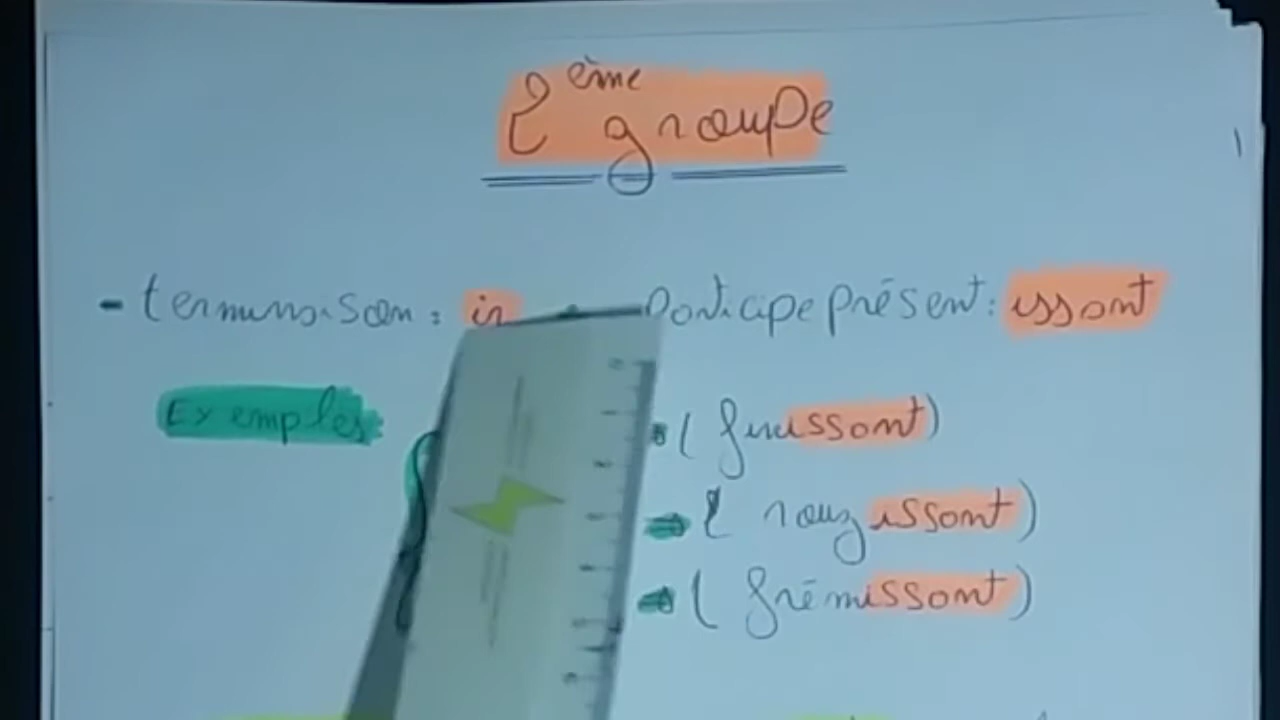 2ème groupe
- terminaison : ir Participe présent : issant
Exemples
( finissant )
( rougissant )
( frémissant )